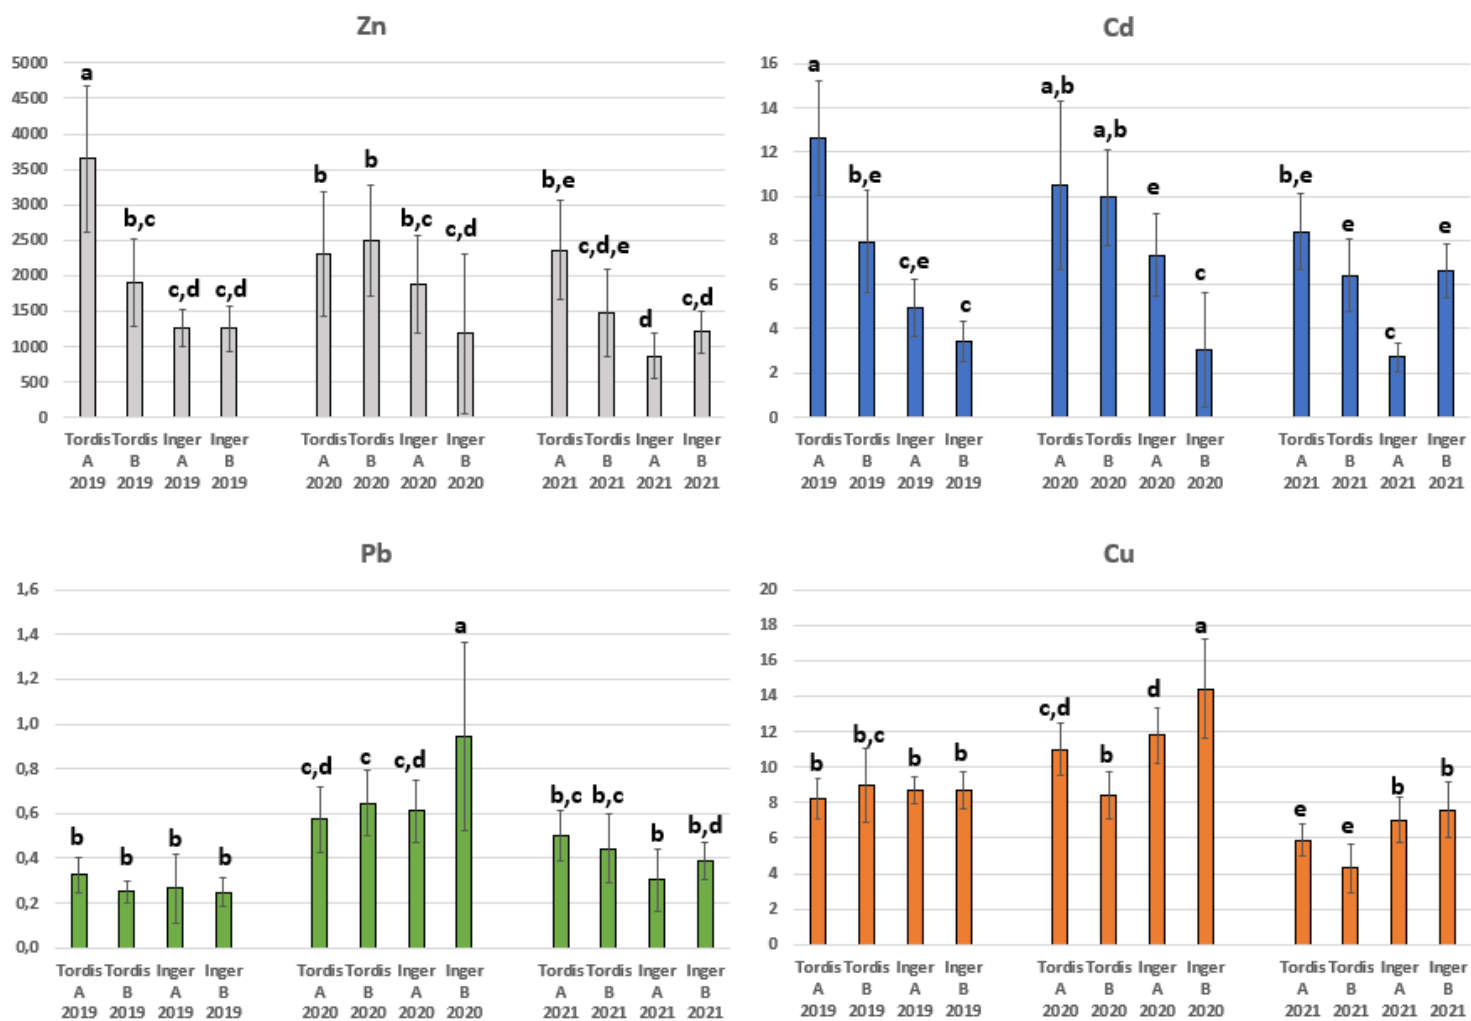 Zn
5000
4500
4000
3500
3000
2500
2000
1500
1000
500
0
a
b,c
c,d
c,d
b
b
b,c
c,d
b,e
c,d,e
d
c,d
Tordis Tordis Inger Inger Tordis Tordis Inger Inger Tordis Tordis Inger Inger
A B A B A B A B A B A B
2019 2019 2019 2019 2020 2020 2020 2020 2021 2021 2021 2021
Cd
16
14
12
10
8
6
4
2
0
a
b,e
c,e
c
a,b
a,b
e
c
b,e
e
c
e
Tordis Tordis Inger Inger Tordis Tordis Inger Inger Tordis Tordis Inger Inger
A B A B A B A B A B A B
2019 2019 2019 2019 2020 2020 2020 2020 2021 2021 2021 2021
Pb
1,6
1,4
1,2
1,0
0,8
0,6
0,4
0,2
0,0
b
b
b
b
c,d
c
c,d
a
b,c
b,c
b
b,d
Tordis Tordis Inger Inger Tordis Tordis Inger Inger Tordis Tordis Inger Inger
A B A B A B A B A B A B
2019 2019 2019 2019 2020 2020 2020 2020 2021 2021 2021 2021
Cu
20
18
16
14
12
10
8
6
4
2
0
b
b,c
b
b
c,d
b
d
a
e
e
b
b
Tordis Tordis Inger Inger Tordis Tordis Inger Inger Tordis Tordis Inger Inger
A B A B A B A B A B A B
2019 2019 2019 2019 2020 2020 2020 2020 2021 2021 2021 2021